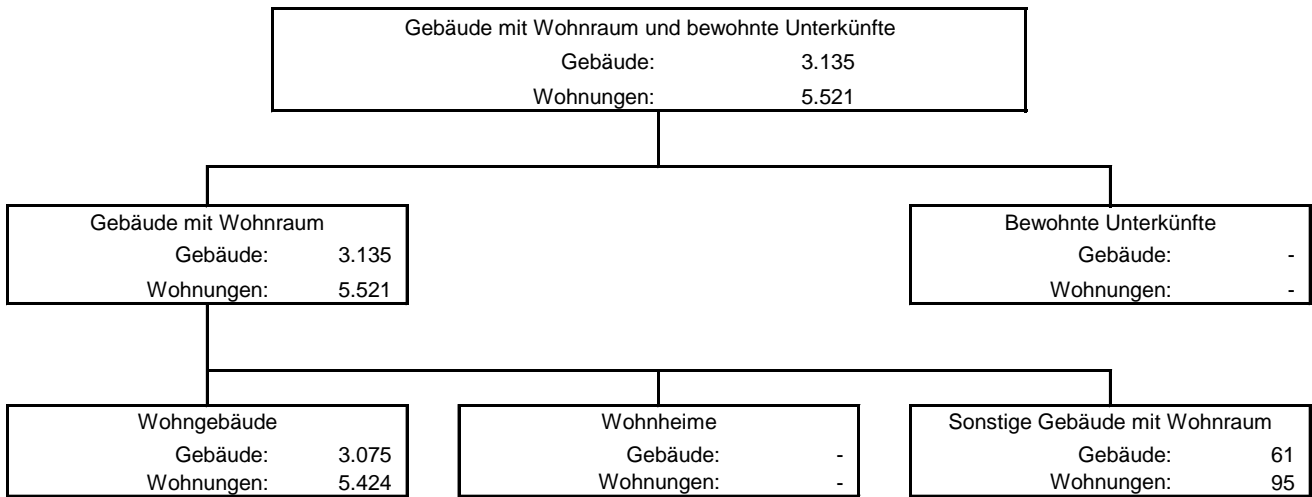 Gebäude mit Wohnraum und bewohnte Unterkünfte
Gebäude: 3.135
Wohnungen: 5.521
Gebäude mit Wohnraum
Gebäude: 3.135
Wohnungen: 5.521
Bewohnte Unterkünfte
Gebäude: -
Wohnungen: -
Wohngebäude
Gebäude: 3.075
Wohnungen: 5.424
Wohnheime
Gebäude: -
Wohnungen: -
Sonstige Gebäude mit Wohnraum
Gebäude: 61
Wohnungen: 95